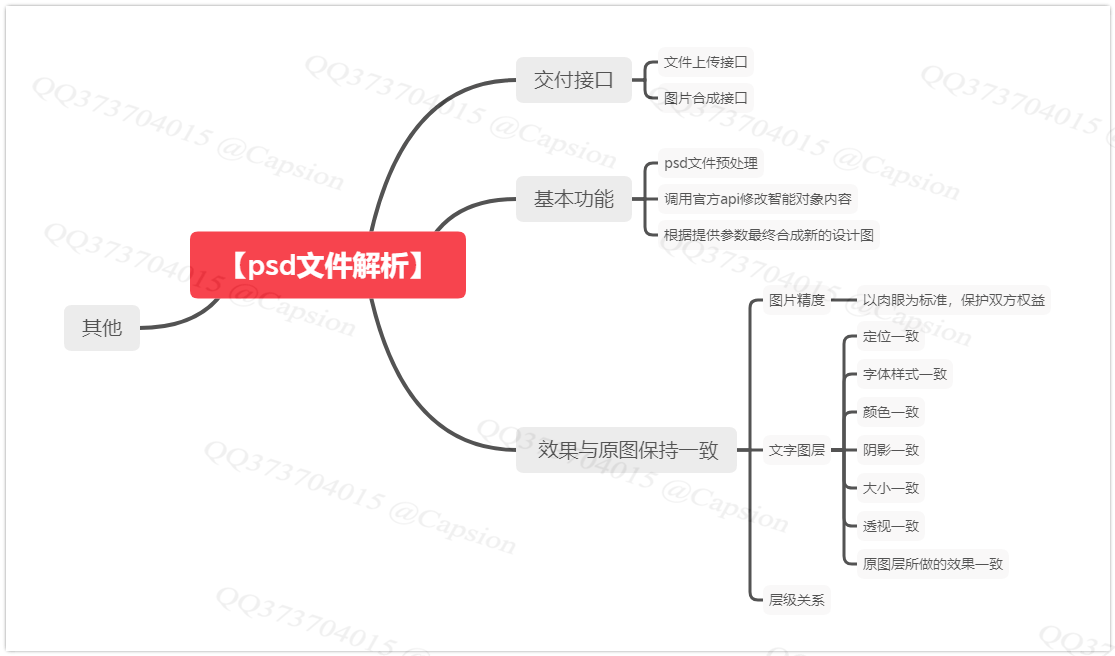 【psd文件解析】
交付接口
文件上传接口
图片合成接口
基本功能
psd文件预处理
调用官方api修改智能对象内容
根据提供参数最终合成新的设计图
效果与原图保持一致
图片精度
以肉眼为标准，保护双方权益
文字图层
定位一致
字体样式一致
颜色一致
阴影一致
大小一致
透视一致
原图层所做的效果一致
层级关系
其他
QQ373704015 @Capsion
QQ373704015 @Capsion
QQ373704015 @Capsion
QQ373704015
QQ373704015 @Capsion
QQ373704015 @Capsion
QQ373704015 @Capsion
QQ373704015 @Capsion
QQ373704015 @